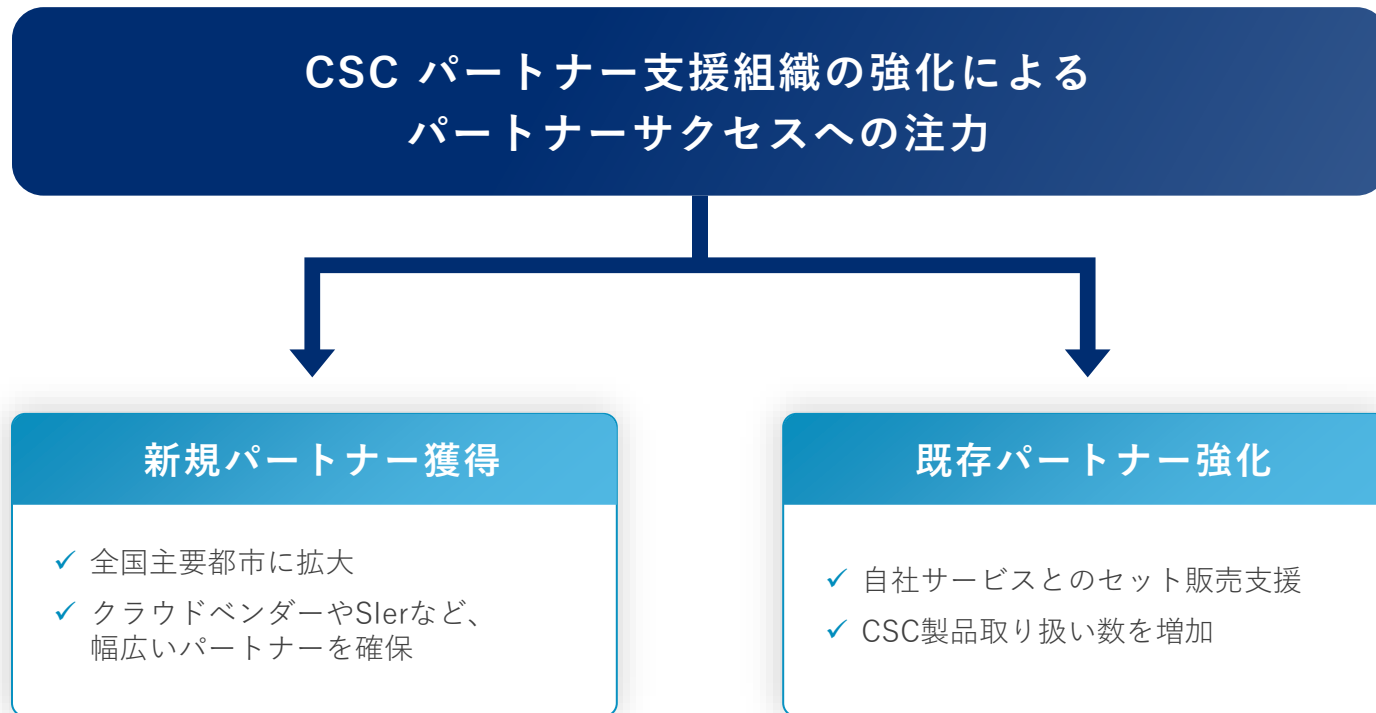 CSC パートナー支援組織の強化による
パートナーサクセスへの注力
新規パートナー獲得
✓ 全国主要都市に拡大
✓ クラウドベンダーやSIerなど、
幅広いパートナーを確保
既存パートナー強化
✓ 自社サービスとのセット販売支援
✓ CSC製品取り扱い数を増加